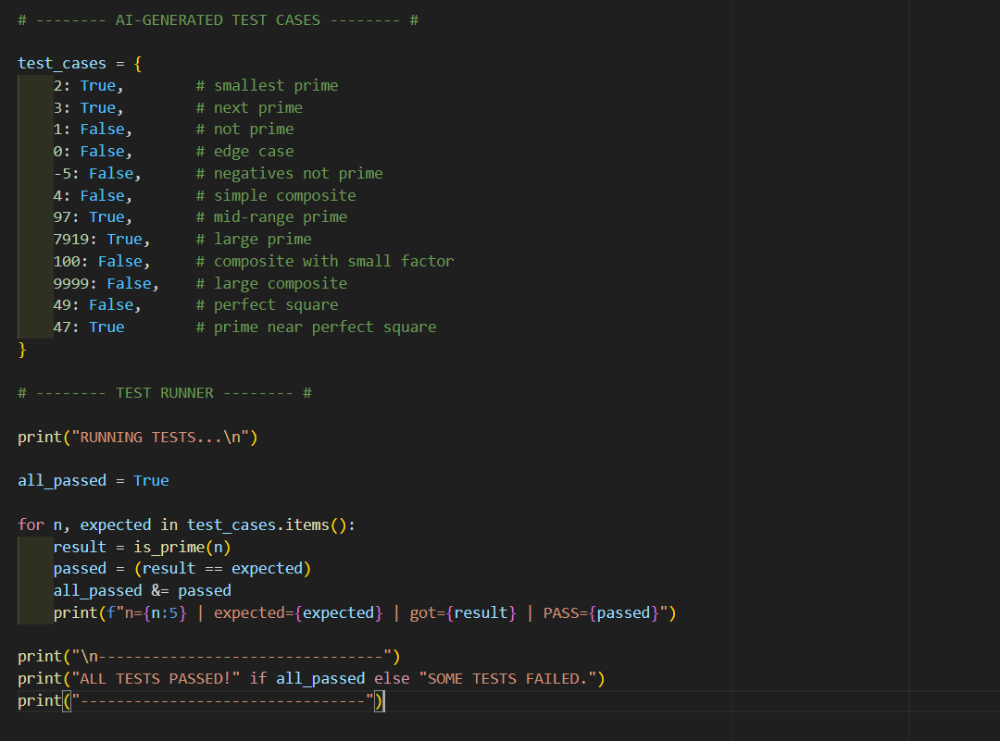 # -------- AI-GENERATED TEST CASES -------- #
test_cases = {
    2: True,        # smallest prime
    3: True,        # next prime
    1: False,       # not prime
    0: False,       # edge case
    -5: False,      # negatives not prime
    4: False,       # simple composite
    97: True,       # mid-range prime
    7919: True,     # large prime
    100: False,     # composite with small factor
    9999: False,    # large composite
    49: False,      # perfect square
    47: True        # prime near perfect square
}
# -------- TEST RUNNER -------- #
print("RUNNING TESTS...\n")
all_passed = True
for n, expected in test_cases.items():
    result = is_prime(n)
    passed = (result == expected)
    all_passed &= passed
    print(f"n={n:5} | expected={expected} | got={result} | PASS={passed}")
print("\n--------------------------------")
print("ALL TESTS PASSED!" if all_passed else "SOME TESTS FAILED.")
print("--------------------------------")